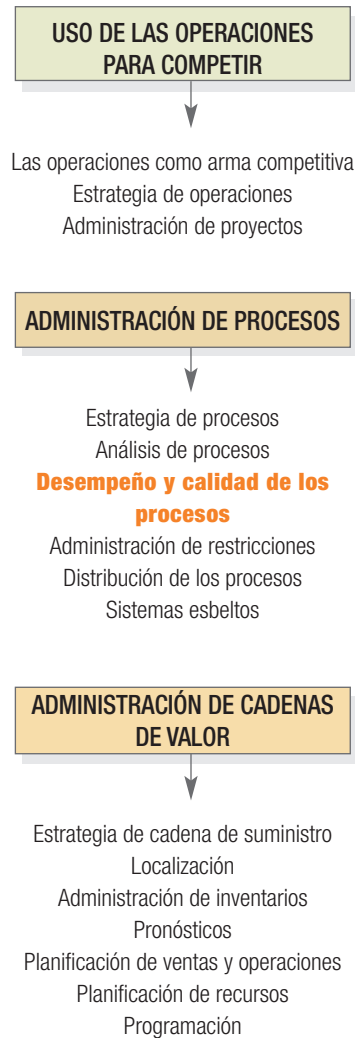 USO DE LAS OPERACIONES
PARA COMPETIR
Las operaciones como arma competitiva
Estrategia de operaciones
Administración de proyectos
ADMINISTRACIÓN DE PROCESOS
Estrategia de procesos
Análisis de procesos
Desempeño y calidad de los
procesos
Administración de restricciones
Distribución de los procesos
Sistemas esbeltos
ADMINISTRACIÓN DE CADENAS
DE VALOR
Estrategia de cadena de suministro
Localización
Administración de inventarios
Pronósticos
Planificación de ventas y operaciones
Planificación de recursos
Programación